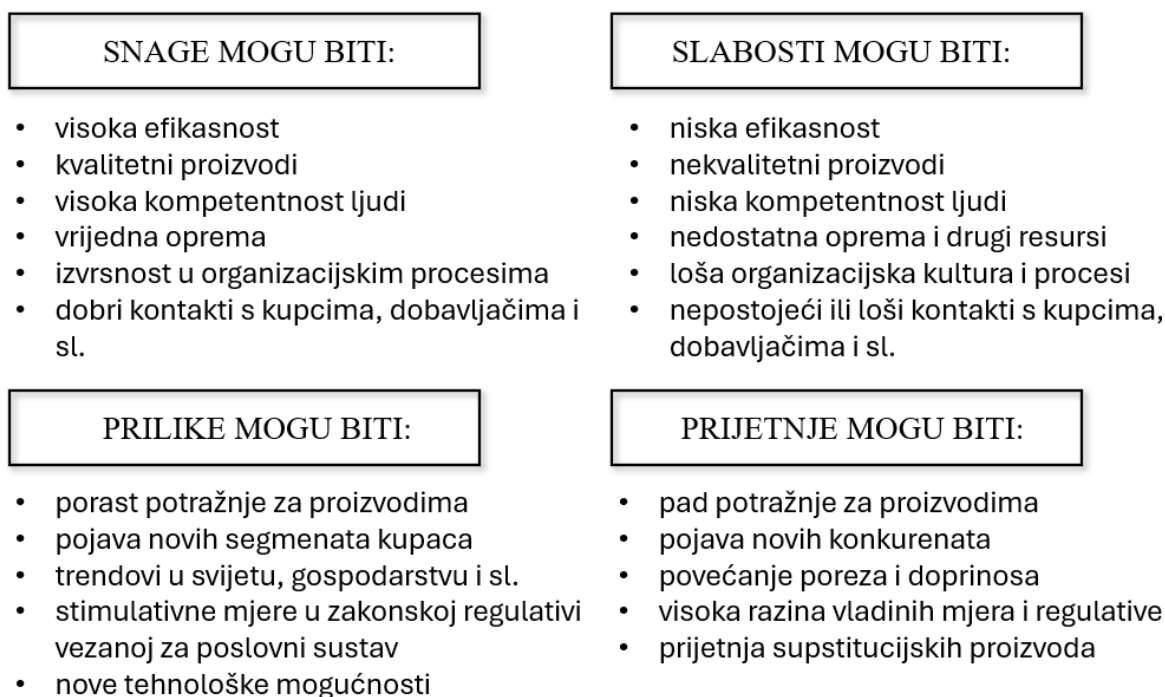 SNAGE MOGU BITI:
• visoka efikasnost
• kvalitetni proizvodi
• visoka kompetentnost ljudi
• vrijedna oprema
• izvrsnost u organizacijskim procesima
• dobri kontakti s kupcima, dobavljačima i
sl.
SLABOSTI MOGU BITI:
• niska efikasnost
• nekvalitetni proizvodi
• niska kompetentnost ljudi
• nedostatna oprema i drugi resursi
• loša organizacijska kultura i procesi
• nepostojeći ili loši kontakti s kupcima,
dobavljačima i sl.
PRILIKE MOGU BITI:
• porast potražnje za proizvodima
• pojava novih segmenata kupaca
• trendovi u svijetu, gospodarstvu i sl.
• stimulativne mjere u zakonskoj regulativi
vezanoj za poslovni sustav
• nove tehnološke mogućnosti
PRIJETNJE MOGU BITI:
• pad potražnje za proizvodima
• pojava novih konkurenata
• povećanje poreza i doprinosa
• visoka razina vladinih mjera i regulative
• prijetnja supstitucijskih proizvoda